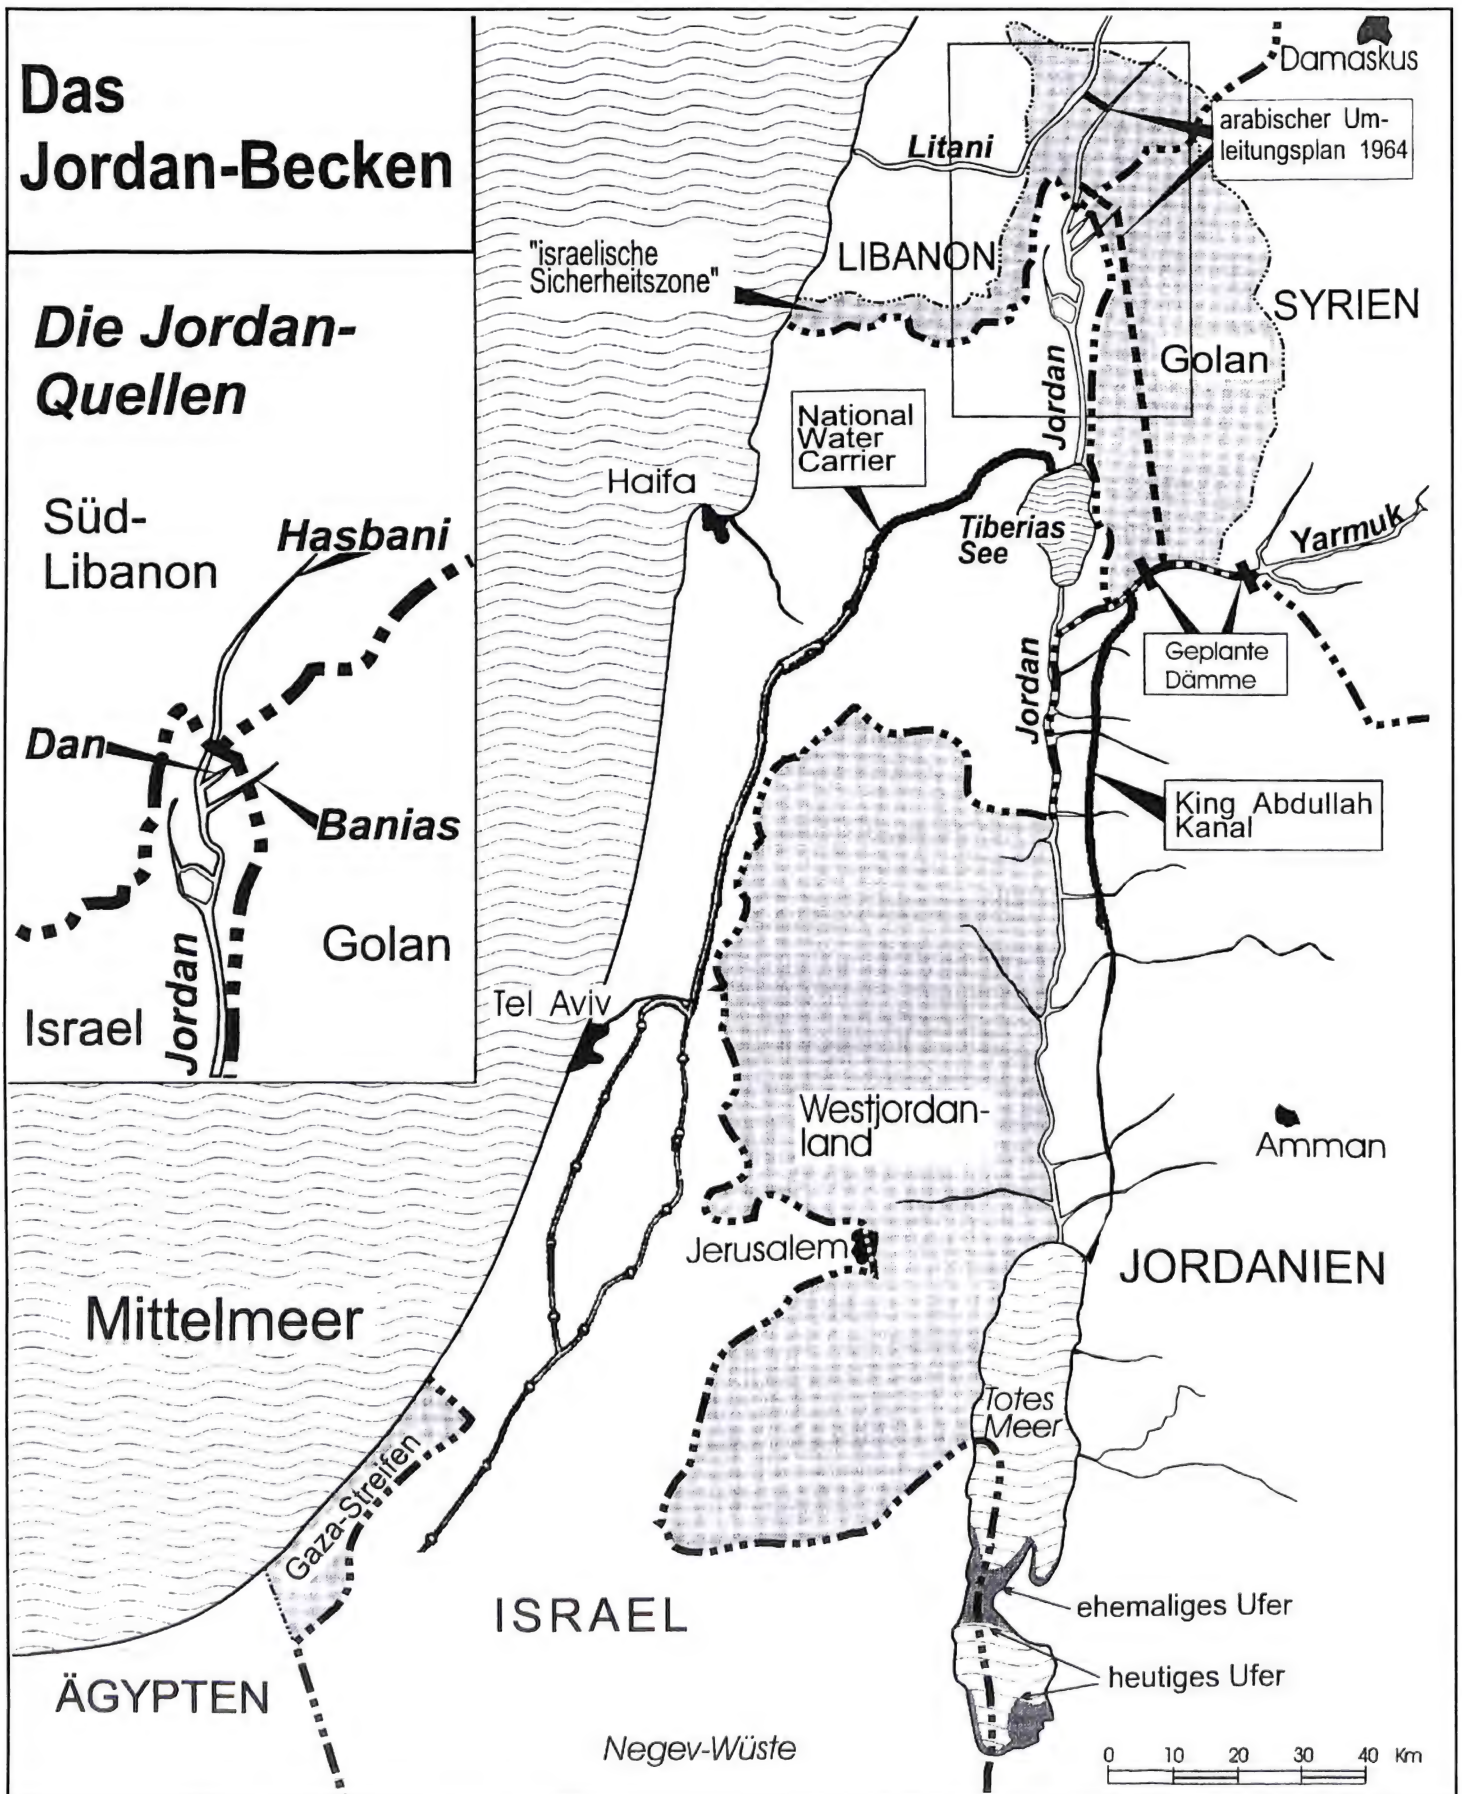 Das
Jordan-Becken
Die Jordan-
Quellen
Süd-
Libanon
Hasbani
Dan
Banias
Golan
Israel
Jordan
Damaskus
arabischer Um-
leitungsplan 1964
Litani
"israelische
Sicherheitszone"
LIBANON
SYRIEN
Golan
Jordan
National
Water
Carrier
Haifa
Tiberias
See
Yarmuk
Geplante
Dämme
Jordan
King Abdullah
Kanal
Tel Aviv
Westjordan-
land
Amman
Jerusalem
JORDANIEN
Mittelmeer
Totes
Meer
Gaza-Streifen
ISRAEL
ehemaliges Ufer
heutiges Ufer
ÄGYPTEN
Negev-Wüste
0 10 20 30 40 Km